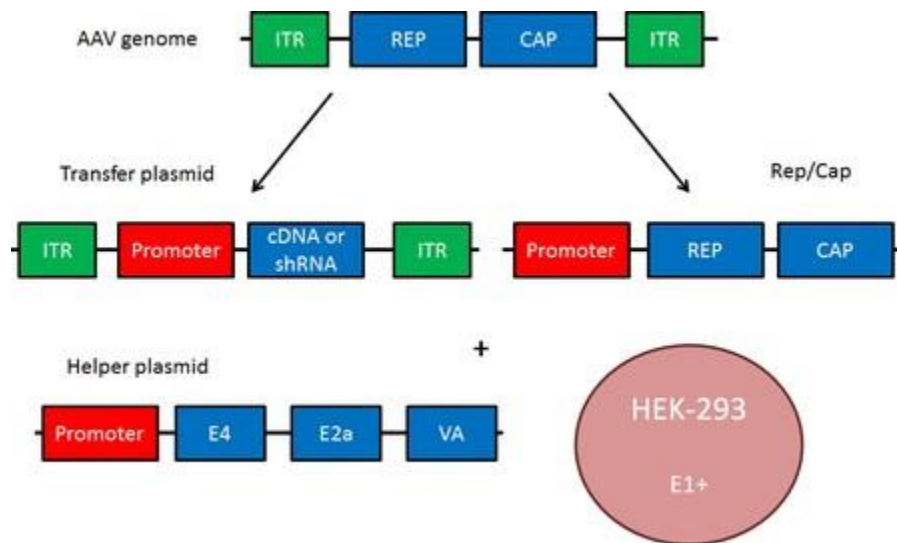 AAV genome ITR REP CAP ITR
Transfer plasmid
Rep/Cap
ITR Promoter cDNA or shRNA ITR
Promoter REP CAP
+
Helper plasmid
Promoter E4 E2a VA
HEK-293
E1+